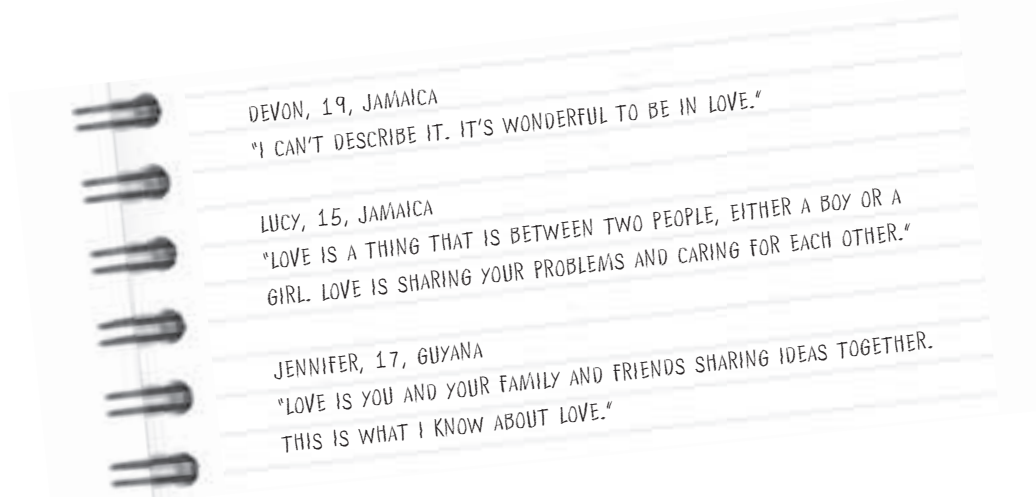 DEVON, 19, JAMAICA
"I CAN'T DESCRIBE IT. IT'S WONDERFUL TO BE IN LOVE."
LUCY, 15, JAMAICA
"LOVE IS A THING THAT IS BETWEEN TWO PEOPLE, EITHER A BOY OR A
GIRL. LOVE IS SHARING YOUR PROBLEMS AND CARING FOR EACH OTHER."
JENNIFER, 17, GUYANA
"LOVE IS YOU AND YOUR FAMILY AND FRIENDS SHARING IDEAS TOGETHER.
THIS IS WHAT I KNOW ABOUT LOVE."